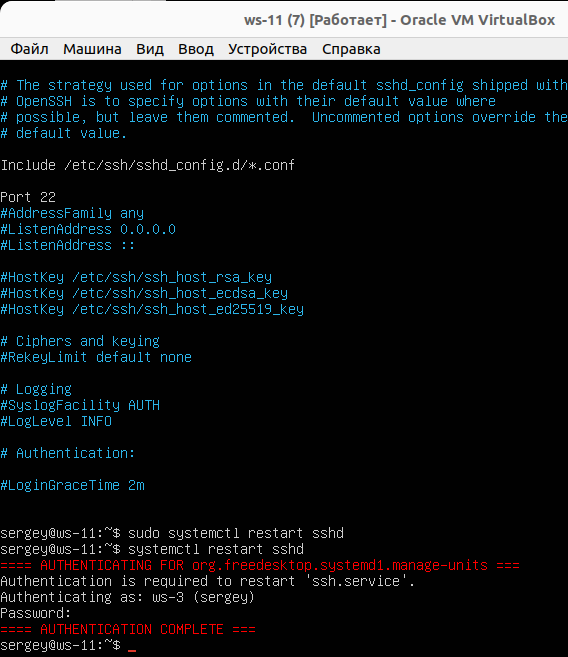 ws-11 (7) [Работает] - Oracle VM VirtualBox
Файл Машина Вид Ввод Устройства Справка
# The strategy used for options in the default sshd_config shipped with
# OpenSSH is to specify options with their default value where
# possible, but leave them commented.  Uncommented options override the
# default value.
Include /etc/ssh/sshd_config.d/*.conf
Port 22
#AddressFamily any
#ListenAddress 0.0.0.0
#ListenAddress ::
#HostKey /etc/ssh/ssh_host_rsa_key
#HostKey /etc/ssh/ssh_host_ecdsa_key
#HostKey /etc/ssh/ssh_host_ed25519_key
# Ciphers and keying
#RekeyLimit default none
# Logging
#SyslogFacility AUTH
#LogLevel INFO
# Authentication:
#LoginGraceTime 2m
sergey@ws-11:~$ sudo systemctl restart sshd
sergey@ws-11:~$ systemctl restart sshd
==== AUTHENTICATING FOR org.freedesktop.systemd1.manage-units ===
Authentication is required to restart 'ssh.service'.
Authenticating as: ws-3 (sergey)
Password:
==== AUTHENTICATION COMPLETE ===
sergey@ws-11:~$ _